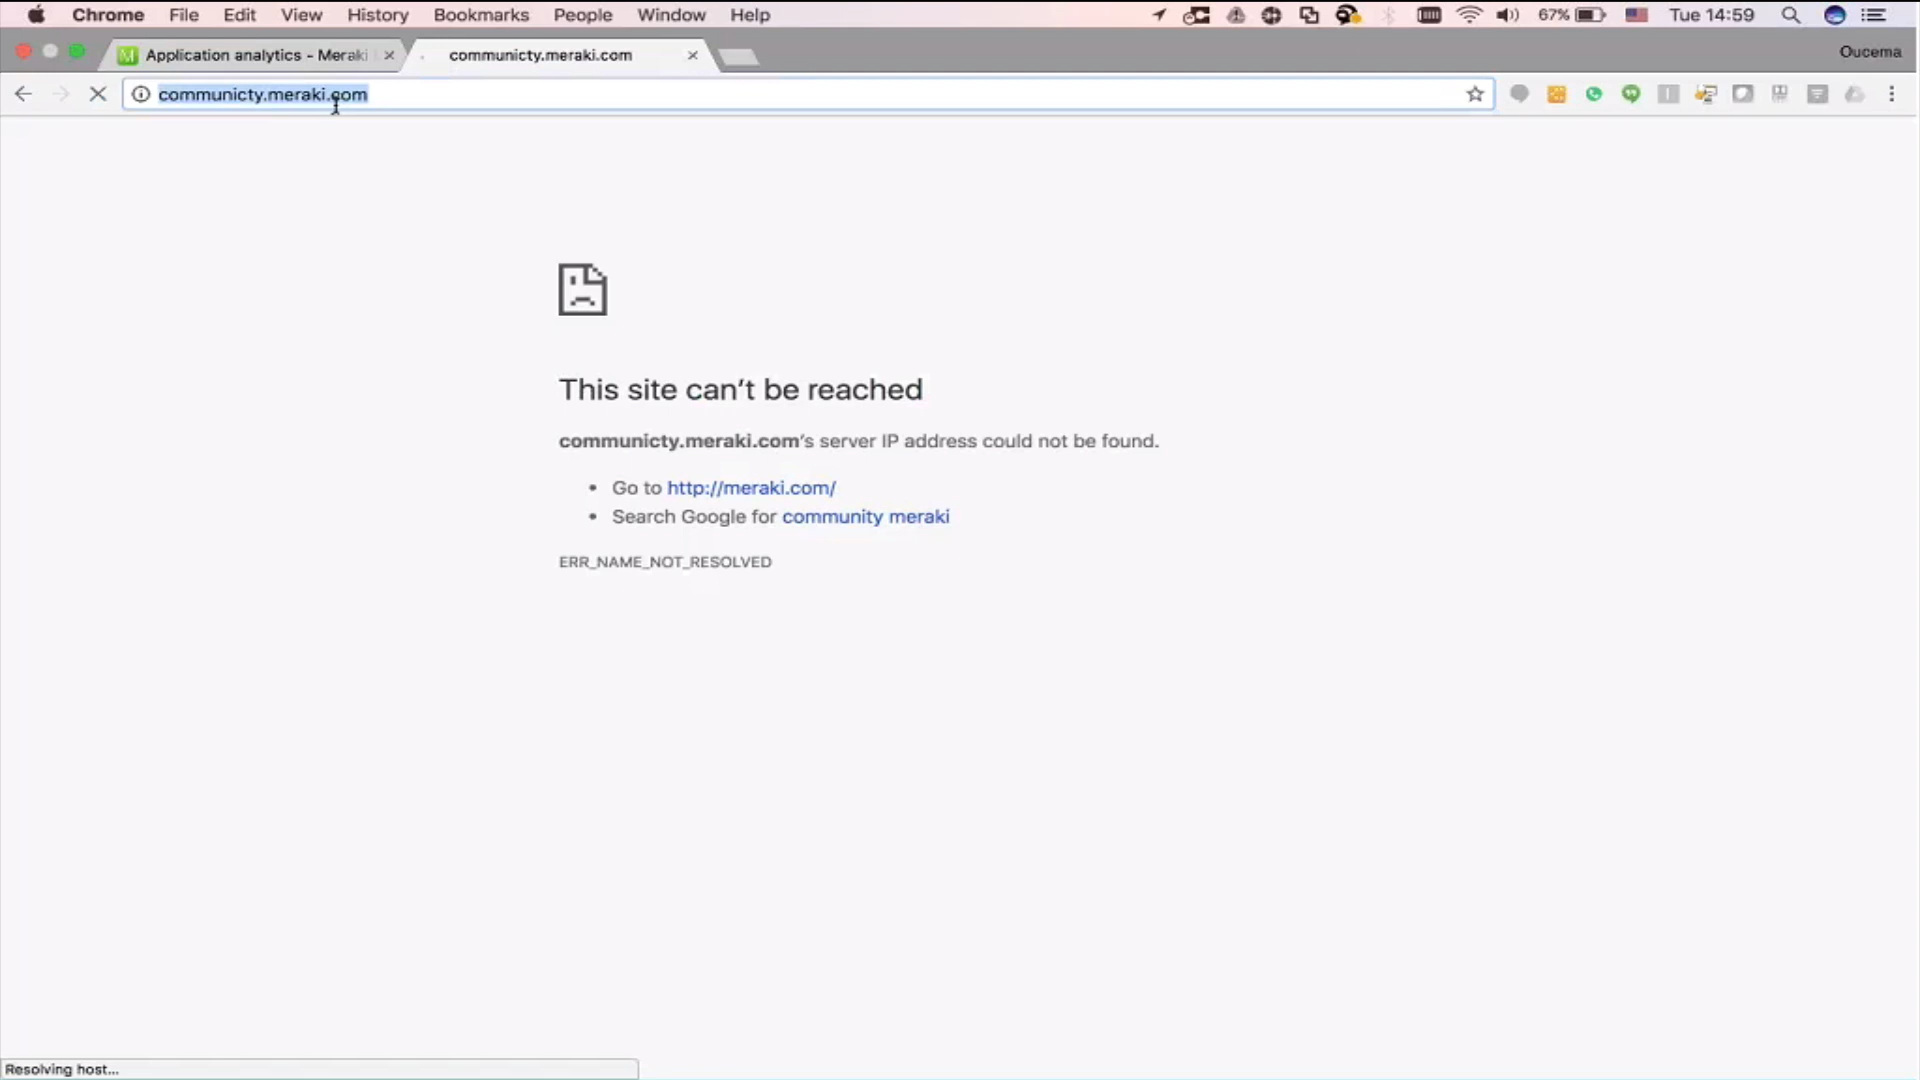 Chrome File Edit View History Bookmarks People Window Help 67% Tue 14:59
Application analytics - Meraki communicty.meraki.com Oucema
communicty.meraki.com
This site can't be reached
communicty.meraki.com's server IP address could not be found.
• Go to http://meraki.com/
• Search Google for community meraki
ERR_NAME_NOT_RESOLVED
Resolving host...